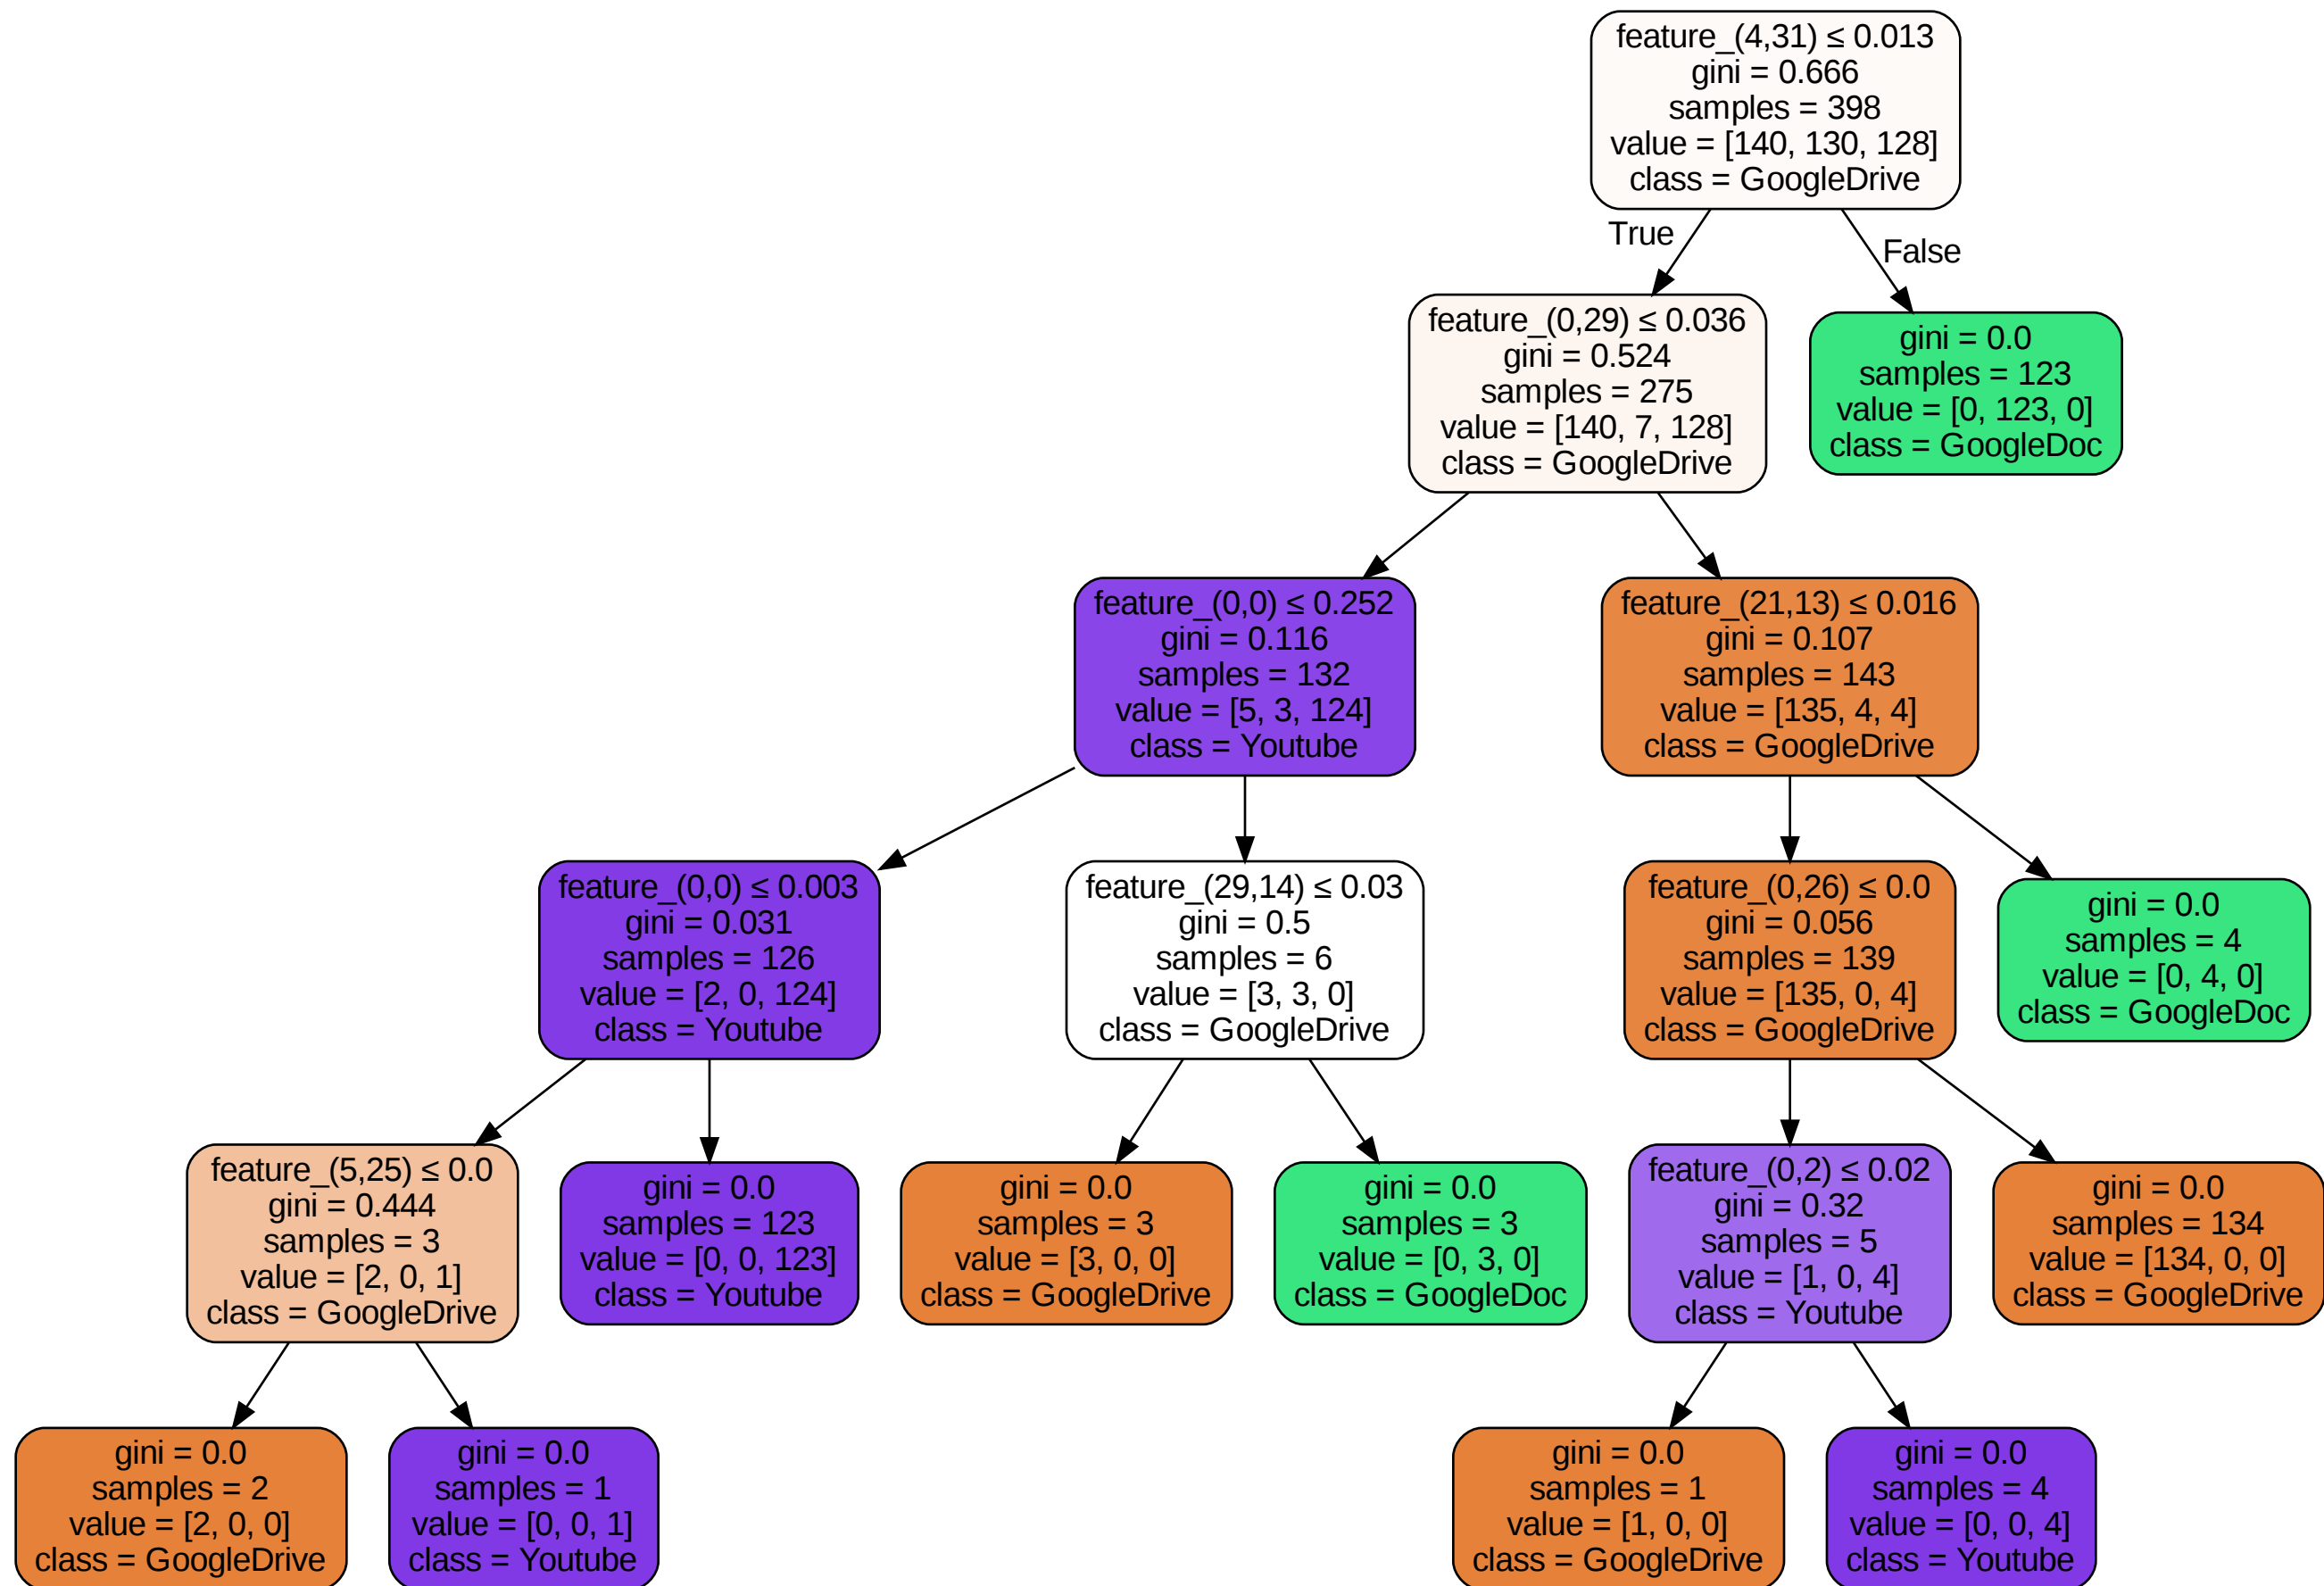 feature_(4,31) ≤ 0.013
gini = 0.666
samples = 398
value = [140, 130, 128]
class = GoogleDrive
True
False
feature_(0,29) ≤ 0.036
gini = 0.524
samples = 275
value = [140, 7, 128]
class = GoogleDrive
gini = 0.0
samples = 123
value = [0, 123, 0]
class = GoogleDoc
feature_(0,0) ≤ 0.252
gini = 0.116
samples = 132
value = [5, 3, 124]
class = Youtube
feature_(21,13) ≤ 0.016
gini = 0.107
samples = 143
value = [135, 4, 4]
class = GoogleDrive
feature_(0,0) ≤ 0.003
gini = 0.031
samples = 126
value = [2, 0, 124]
class = Youtube
feature_(29,14) ≤ 0.03
gini = 0.5
samples = 6
value = [3, 3, 0]
class = GoogleDrive
feature_(0,26) ≤ 0.0
gini = 0.056
samples = 139
value = [135, 0, 4]
class = GoogleDrive
gini = 0.0
samples = 4
value = [0, 4, 0]
class = GoogleDoc
feature_(5,25) ≤ 0.0
gini = 0.444
samples = 3
value = [2, 0, 1]
class = GoogleDrive
gini = 0.0
samples = 123
value = [0, 0, 123]
class = Youtube
gini = 0.0
samples = 3
value = [3, 0, 0]
class = GoogleDrive
gini = 0.0
samples = 3
value = [0, 3, 0]
class = GoogleDoc
feature_(0,2) ≤ 0.02
gini = 0.32
samples = 5
value = [1, 0, 4]
class = Youtube
gini = 0.0
samples = 134
value = [134, 0, 0]
class = GoogleDrive
gini = 0.0
samples = 2
value = [2, 0, 0]
class = GoogleDrive
gini = 0.0
samples = 1
value = [0, 0, 1]
class = Youtube
gini = 0.0
samples = 1
value = [1, 0, 0]
class = GoogleDrive
gini = 0.0
samples = 4
value = [0, 0, 4]
class = Youtube